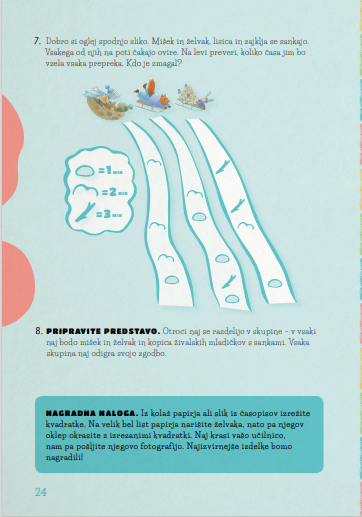 7. Dobro si oglej spodnjo sliko. Mišek in želvak, lisica in zajklja se sankajo.
Vsakega od njih na poti čakajo ovire. Na levi preveri, koliko časa jim bo
vzela vsaka prepreka. Kdo je zmagal?
=1 min
=2 min
=3 min
8. PRIPRAVITE PREDSTAVO. Otroci naj se razdelijo v skupine – v vsaki
naj bodo mišek in želvak in kopica živalskih mladičkov s sankami. Vsaka
skupina naj odigra svojo zgodbo.
NAGRADNA NALOGA. Iz kolaž papirja ali slik iz časopisov izrežite
kvadratke. Na velik bel list papirja narišite želvaka, nato pa njegov
oklep okrasite z izrezanimi kvadratki. Naj krasi vašo učilnico,
nam pa pošljite njegovo fotografijo. Najizvirnejše izdelke bomo
nagradili!
24